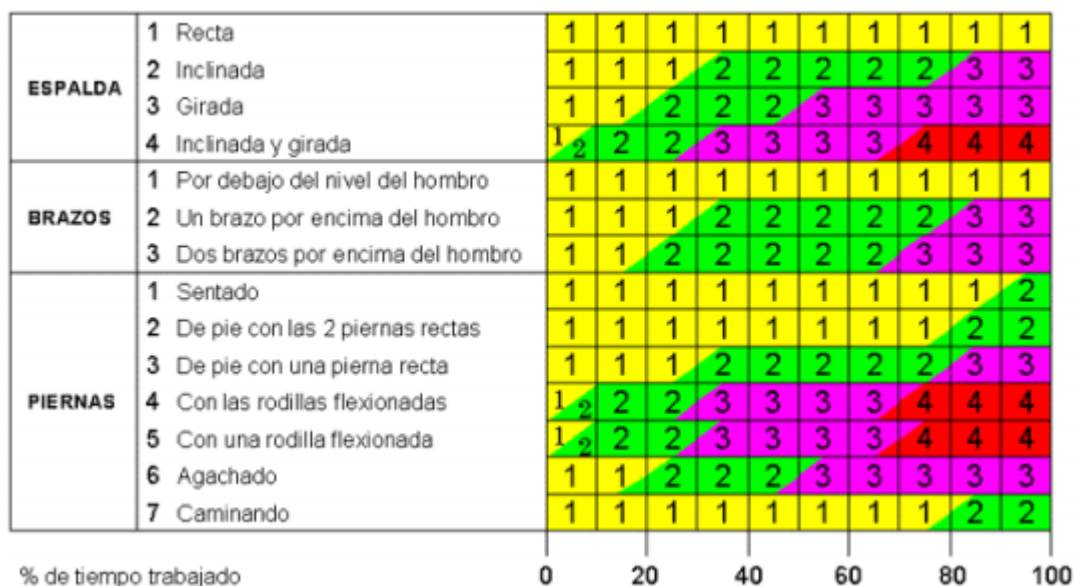 1 Recta 1 1 1 1 1 1 1 1 1 1
2 Inclinada 1 1 1 2 2 2 2 2 3 3
ESPALDA
3 Girada 1 1 2 2 2 3 3 3 3 3
4 Inclinada y girada 1 2 2 2 3 3 3 3 4 4 4
1 Por debajo del nivel del hombro 1 1 1 1 1 1 1 1 1 1
BRAZOS 2 Un brazo por encima del hombro 1 1 1 2 2 2 2 2 3 3
3 Dos brazos por encima del hombro 1 1 2 2 2 2 2 3 3 3
1 Sentado 1 1 1 1 1 1 1 1 1 2
2 De pie con las 2 piernas rectas 1 1 1 1 1 1 1 1 2 2
3 De pie con una pierna recta 1 1 1 2 2 2 2 2 3 3
PIERNAS 4 Con las rodillas flexionadas 1 2 2 2 3 3 3 3 4 4 4
5 Con una rodilla flexionada 1 2 2 2 3 3 3 3 4 4 4
6 Agachado 1 1 2 2 2 3 3 3 3 3
7 Caminando 1 1 1 1 1 1 1 1 2 2
% de tiempo trabajado 0 20 40 60 80 100